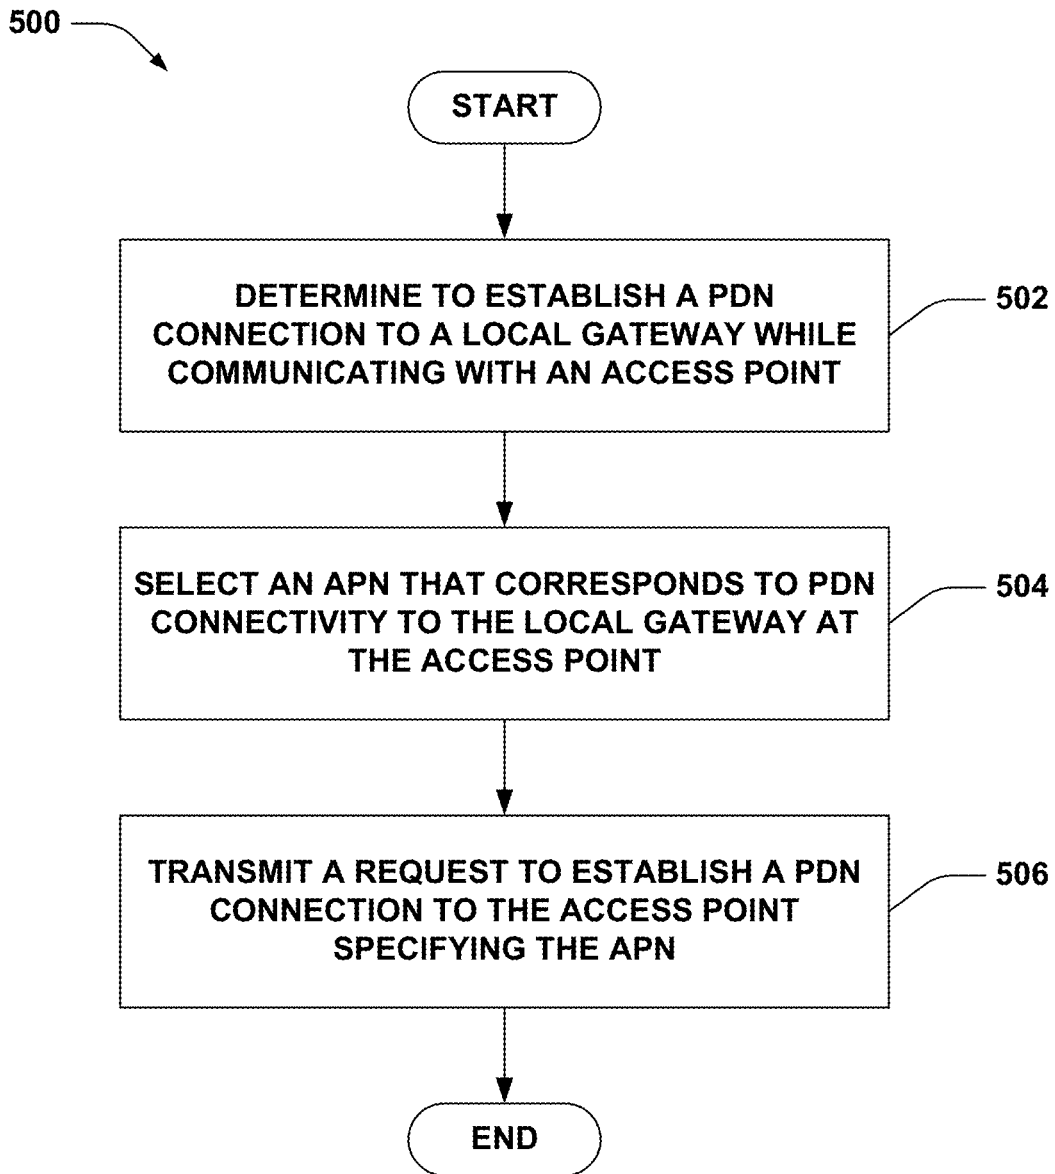 500
START
DETERMINE TO ESTABLISH A PDN
CONNECTION TO A LOCAL GATEWAY WHILE
COMMUNICATING WITH AN ACCESS POINT
502
SELECT AN APN THAT CORRESPONDS TO PDN
CONNECTIVITY TO THE LOCAL GATEWAY AT
THE ACCESS POINT
504
TRANSMIT A REQUEST TO ESTABLISH A PDN
CONNECTION TO THE ACCESS POINT
SPECIFYING THE APN
506
END